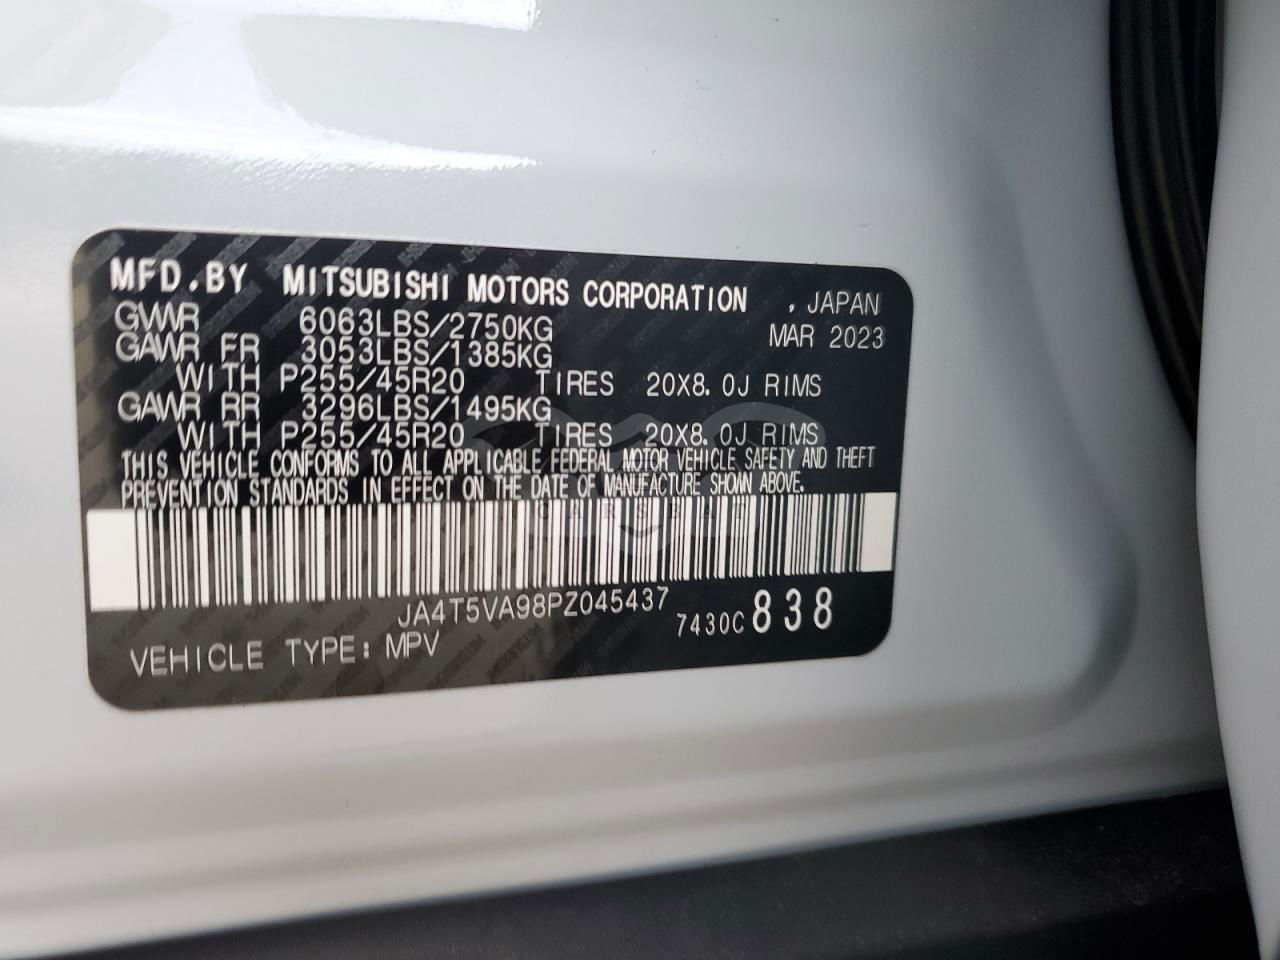 MFD.BY MITSUBISHI MOTORS CORPORATION , JAPAN
GVWR 6063LBS/2750KG MAR 2023
GAWR FR 3053LBS/1385KG
WITH P255/45R20 TIRES 20X8.0J RIMS
GAWR RR 3296LBS/1495KG
WITH P255/45R20 TIRES 20X8.0J RIMS
THIS VEHICLE CONFORMS TO ALL APPLICABLE FEDERAL MOTOR VEHICLE SAFETY AND THEFT
PREVENTION STANDARDS IN EFFECT ON THE DATE OF MANUFACTURE SHOWN ABOVE.
JA4T5VA98PZ045437 7430C 838
VEHICLE TYPE: MPV